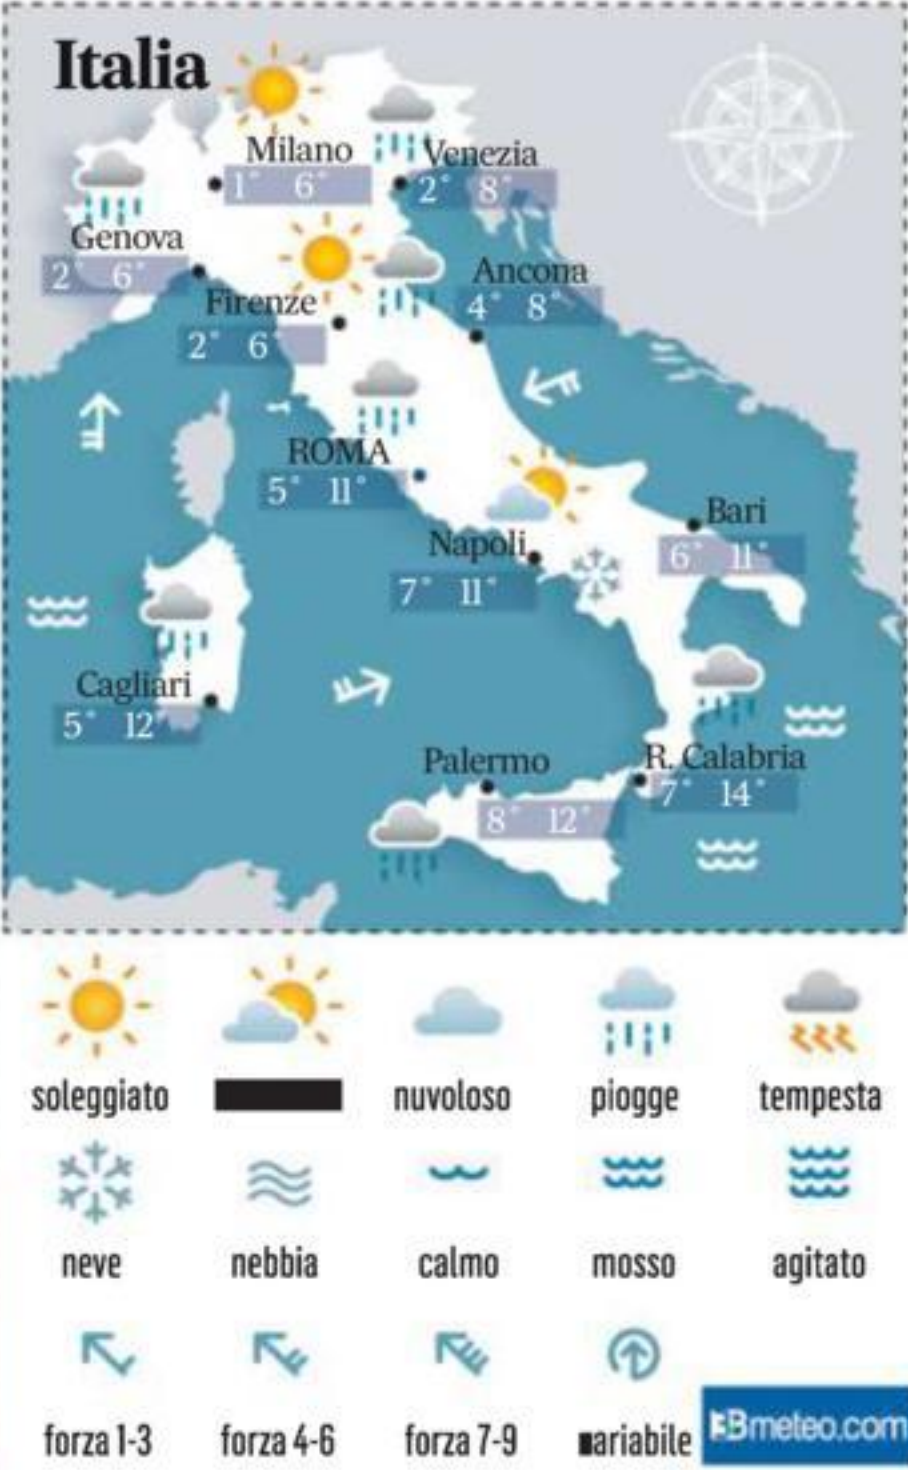 Italia
Milano
1° 6°
Venezia
2° 8°
Genova
2° 6°
Firenze
2° 6°
Ancona
4° 8°
ROMA
5° 11°
Napoli
7° 11°
Bari
6° 11°
Cagliari
5° 12°
Palermo
8° 12°
R. Calabria
7° 14°
soleggiato
nuvoloso piogge tempesta
neve nebbia calmo mosso agitato
forza 1-3 forza 4-6 forza 7-9
3Bmeteo.com